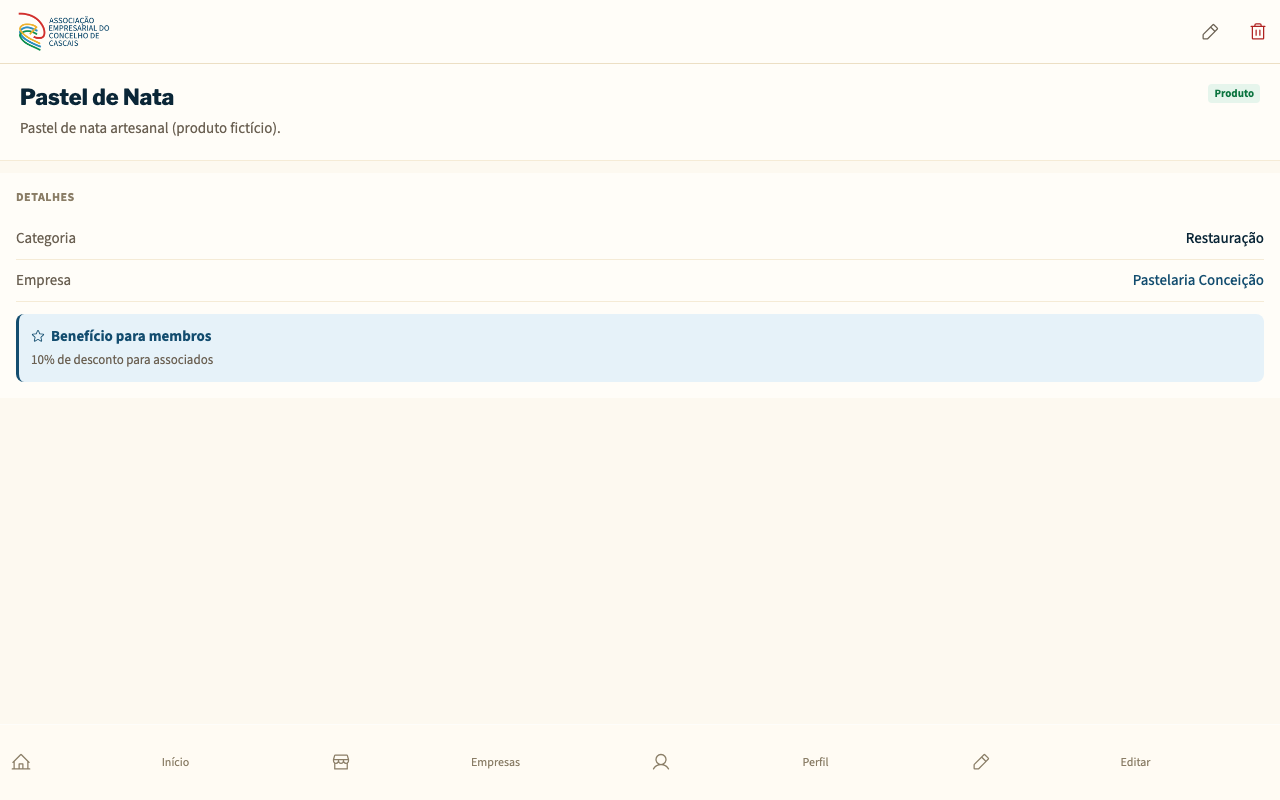 ASSOCIAÇÃO
EMPRESARIAL DO
CONCELHO DE
CASCAIS
Pastel de Nata
Produto
Pastel de nata artesanal (produto fictício).
DETALHES
Categoria Restauração
Empresa Pastelaria Conceição
Benefício para membros
10% de desconto para associados
Início Empresas Perfil Editar